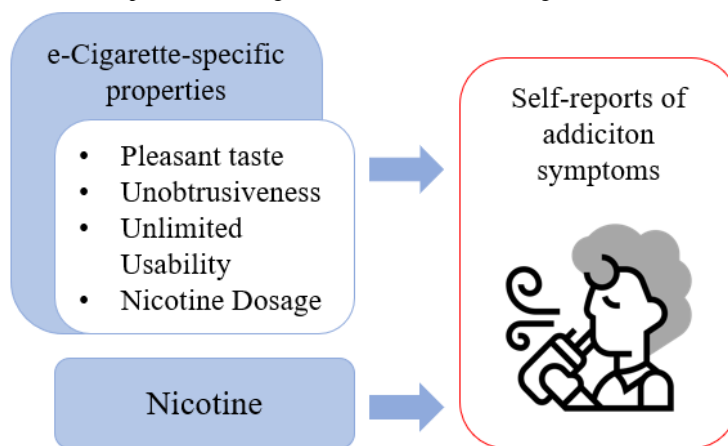 e-Cigarette-specific
properties
• Pleasant taste
• Unobtrusiveness
• Unlimited
Usability
• Nicotine Dosage
Nicotine
Self-reports of
addiciton
symptoms